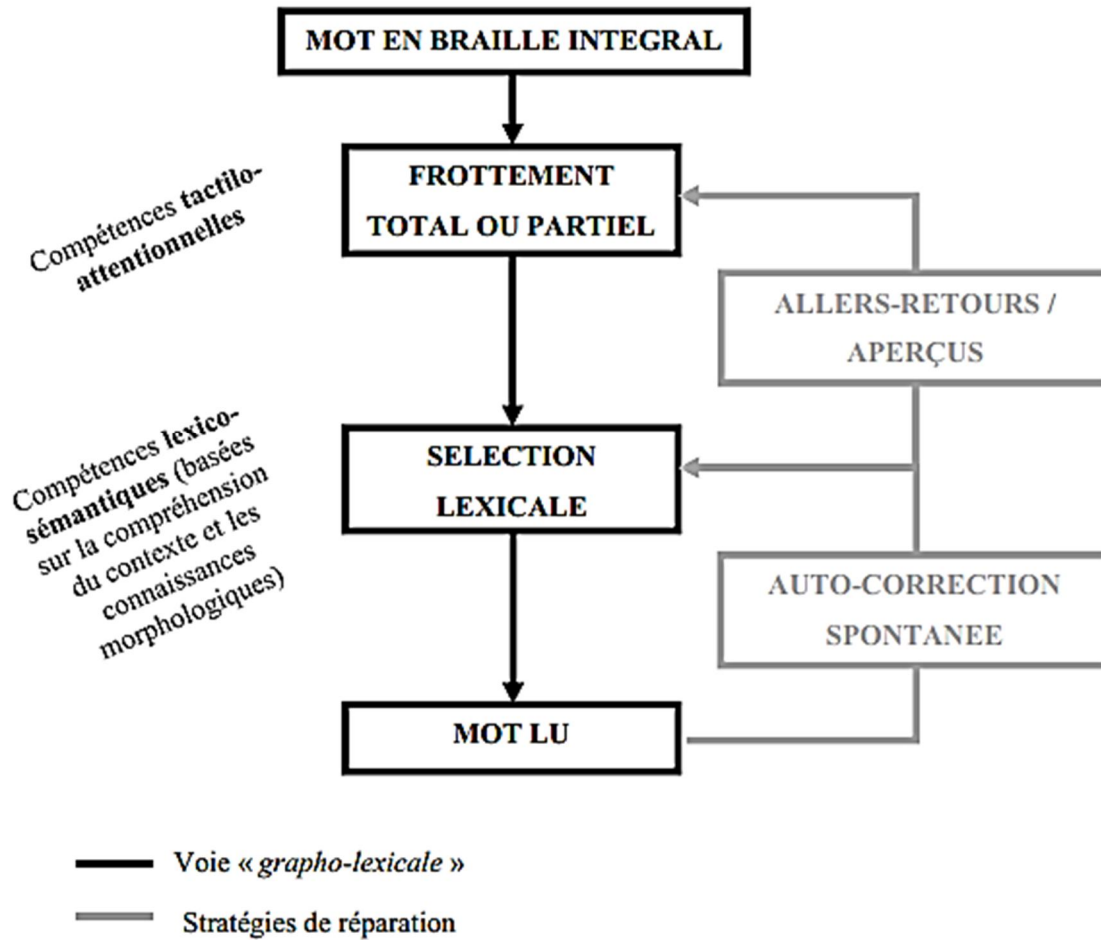 MOT EN BRAILLE INTEGRAL
FROTTEMENT
TOTAL OU PARTIEL
Compétences tactilo-
attentionnelles
ALLERS-RETOURS /
APERÇUS
SELECTION
LEXICALE
Compétences lexico-
sémantiques (basées
sur la compréhension
du contexte et les
connaissances
morphologiques)
AUTO-CORRECTION
SPONTANEE
MOT LU
Voie « grapho-lexicale »
Stratégies de réparation